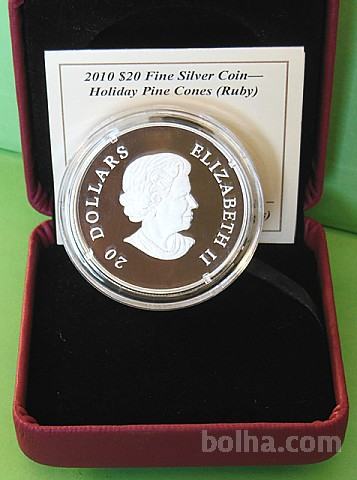 2010 $20 Fine Silver Coin—
Holiday Pine Cones (Ruby)
20 DOLLARS
ELIZABETH II
bolha.com